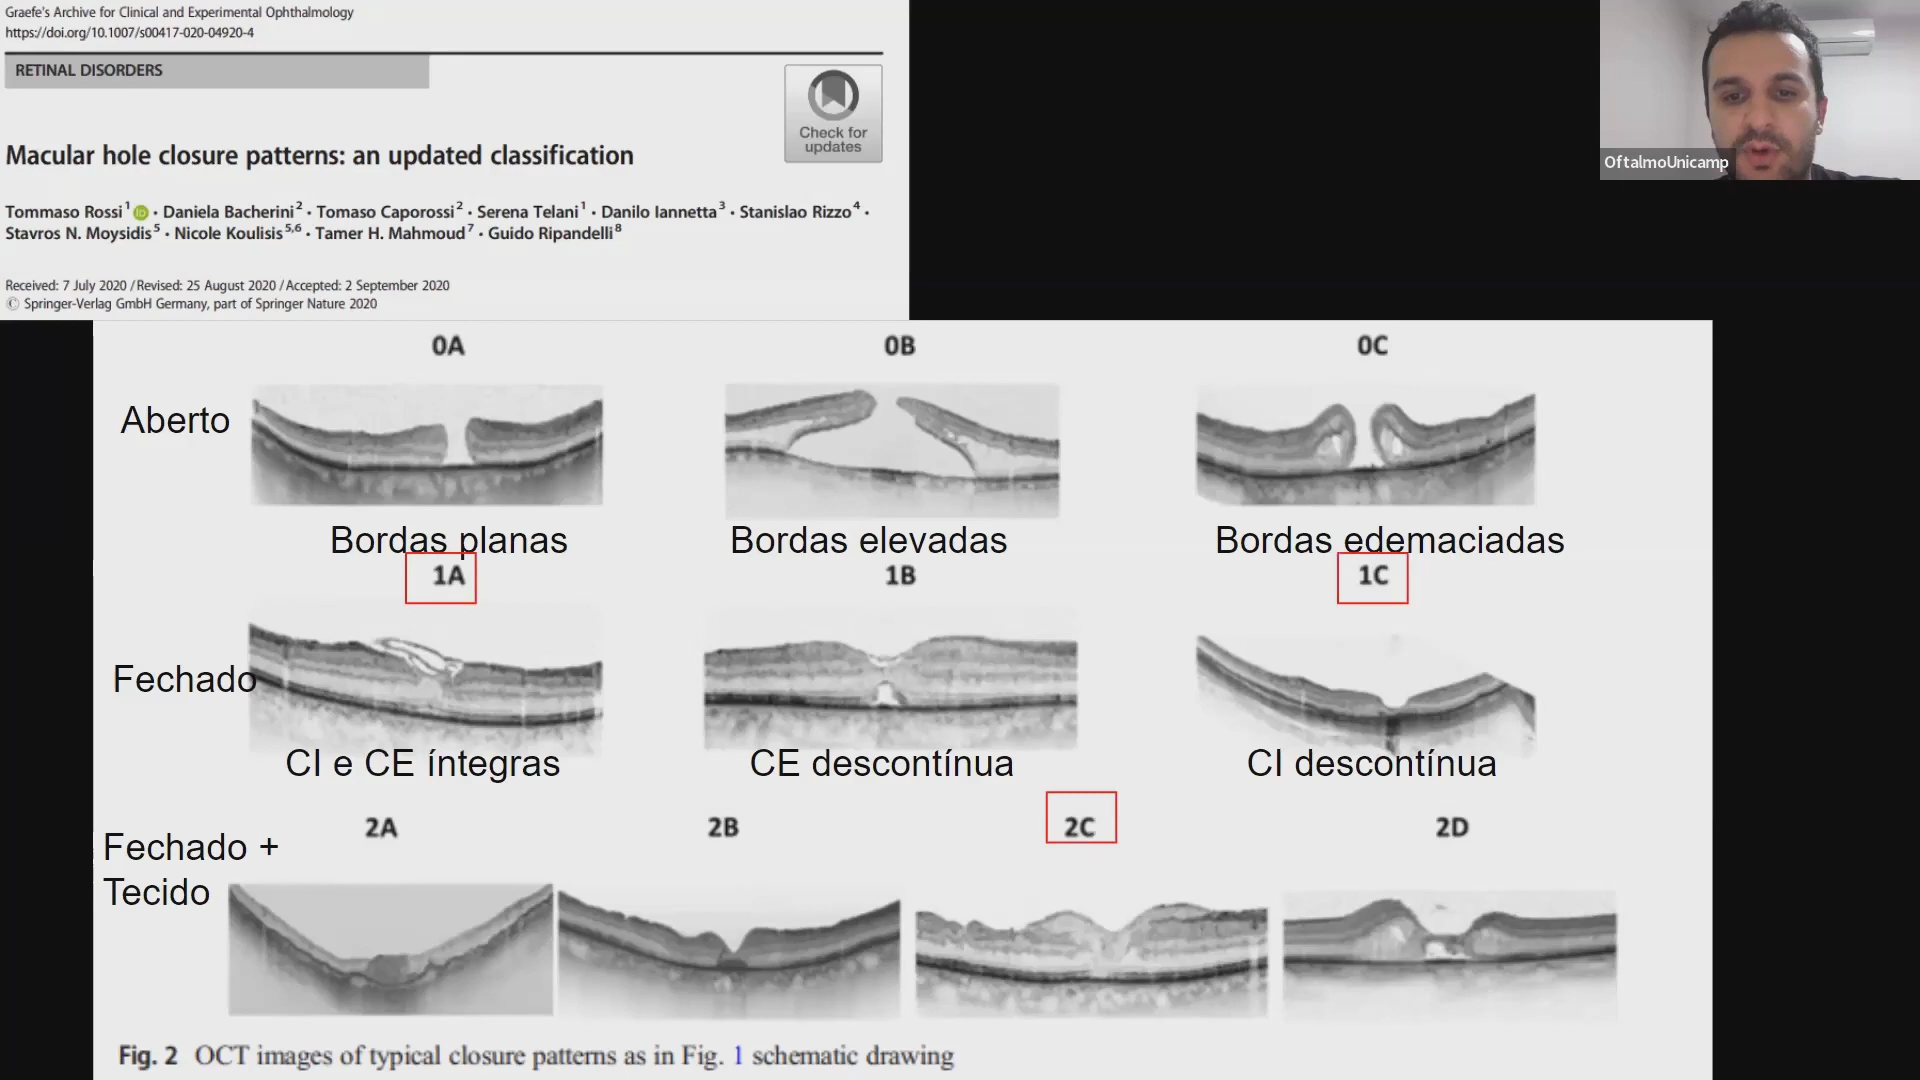 Graefe's Archive for Clinical and Experimental Ophthalmology
https://doi.org/10.1007/s00417-020-04920-4
RETINAL DISORDERS
Check for
updates
Macular hole closure patterns: an updated classification
Tommaso Rossi1 iD · Daniela Bacherini2 · Tomaso Caporossi2 · Serena Telani1 · Danilo Iannetta3 · Stanislao Rizzo4 ·
Stavros N. Moysidis5 · Nicole Koulisis5,6 · Tamer H. Mahmoud7 · Guido Ripandelli8
Received: 7 July 2020 / Revised: 25 August 2020 / Accepted: 2 September 2020
© Springer-Verlag GmbH Germany, part of Springer Nature 2020
OftalmoUnicamp
0A 0B 0C
Aberto
Bordas planas Bordas elevadas Bordas edemaciadas
1A 1B 1C
Fechado
CI e CE íntegras CE descontínua CI descontínua
2A 2B 2C 2D
Fechado +
Tecido
Fig. 2 OCT images of typical closure patterns as in Fig. 1 schematic drawing